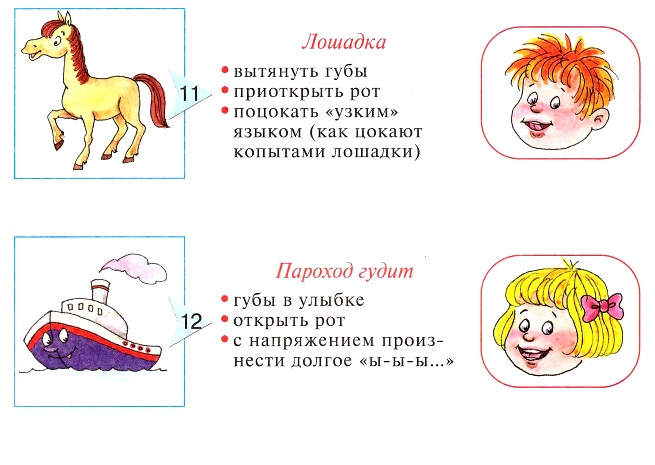 Лошадка
11
• вытянуть губы
• приоткрыть рот
• поцокать «узким»
языком (как цокают
копытами лошадки)
Пароход гудит
12
• губы в улыбке
• открыть рот
• с напряжением произ-
нести долгое «ы-ы-ы...»